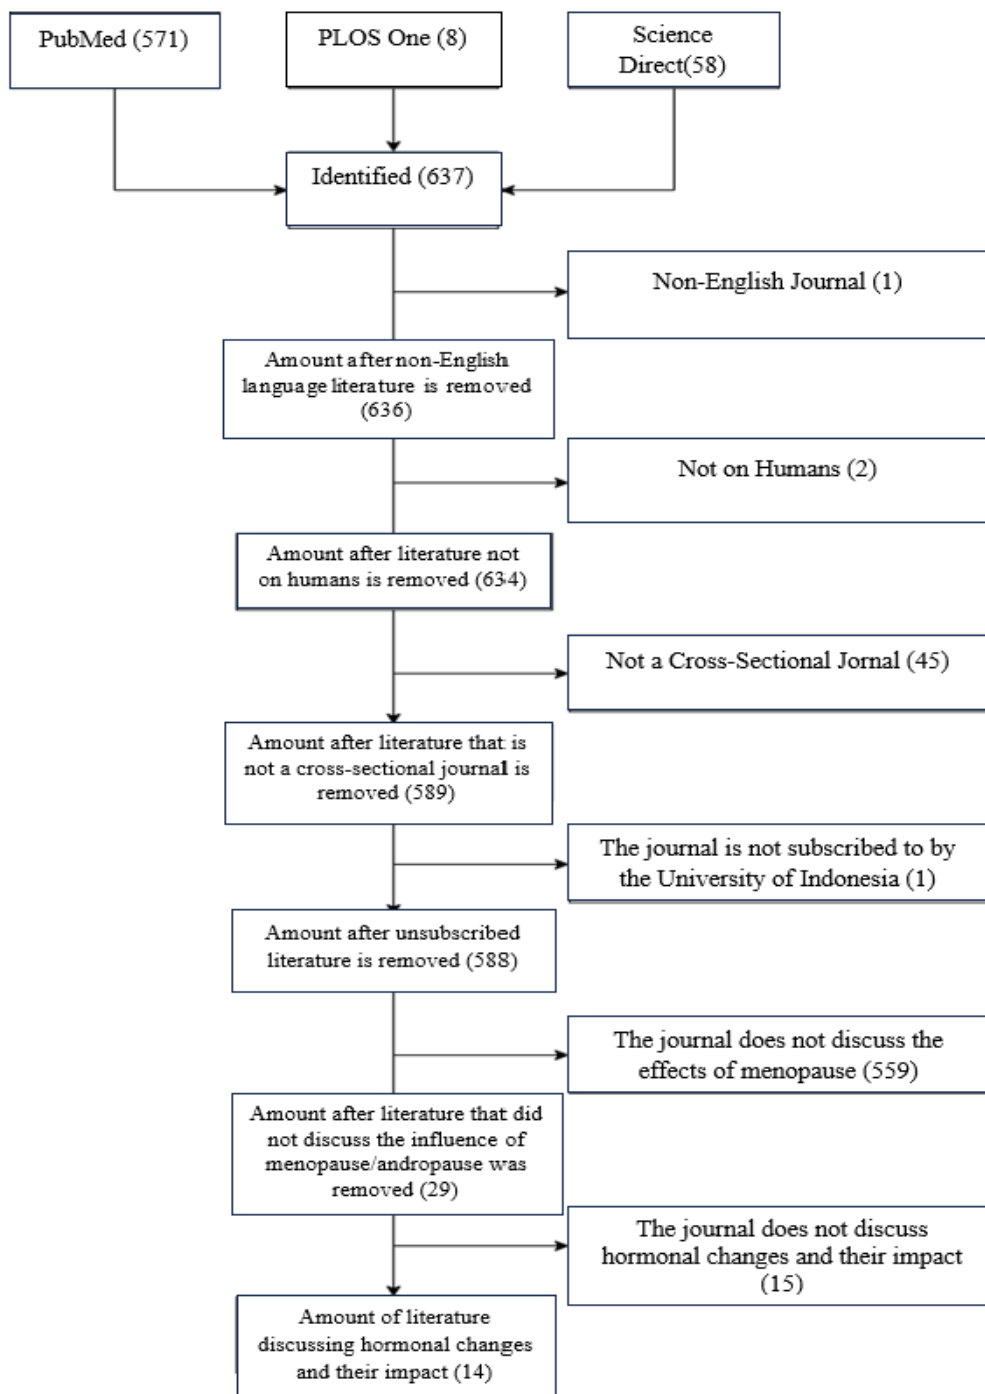 PubMed (571)
PLOS One (8)
Science
Direct(58)
Identified (637)
Non-English Journal (1)
Amount after non-English
language literature is removed
(636)
Not on Humans (2)
Amount after literature not
on humans is removed (634)
Not a Cross-Sectional Jornal (45)
Amount after literature that is
not a cross-sectional journal is
removed (589)
The journal is not subscribed to by
the University of Indonesia (1)
Amount after unsubscribed
literature is removed (588)
The journal does not discuss the
effects of menopause (559)
Amount after literature that did
not discuss the influence of
menopause/andropause was
removed (29)
The journal does not discuss
hormonal changes and their impact
(15)
Amount of literature
discussing hormonal changes
and their impact (14)